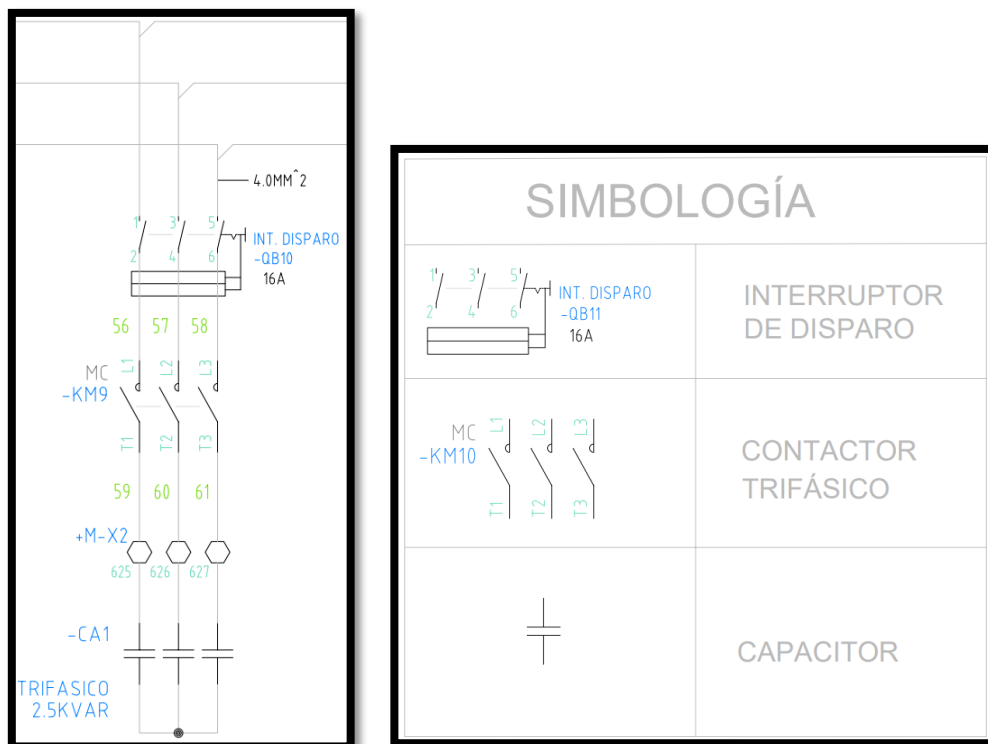 4.0MM^2
1 3 5
INT. DISPARO
2 4 6
-QB10
16A
56 57 58
L1 L2 L3
MC
-KM9
T1 T2 T3
59 60 61
+M-X2
625 626 627
-CA1
TRIFASICO
2.5KVAR
SIMBOLOGÍA
1 3 5
INT. DISPARO
2 4 6
-QB11
16A
INTERRUPTOR
DE DISPARO
L1 L2 L3
MC
-KM10
T1 T2 T3
CONTACTOR
TRIFÁSICO
CAPACITOR